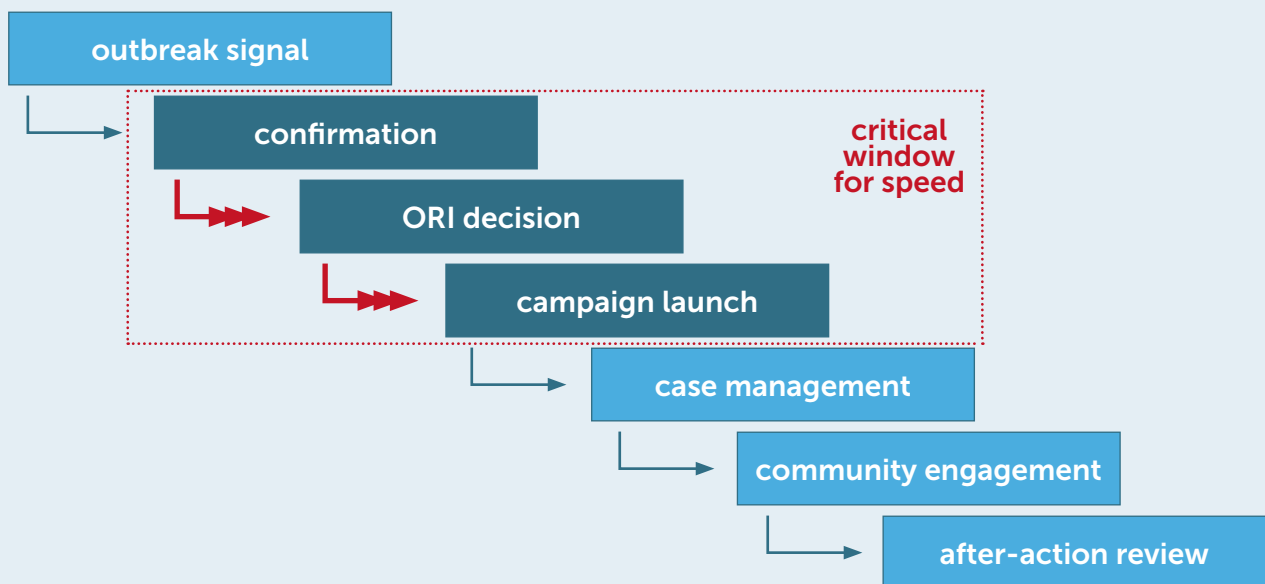 outbreak signal
confirmation
critical
window
for speed
ORI decision
campaign launch
case management
community engagement
after-action review